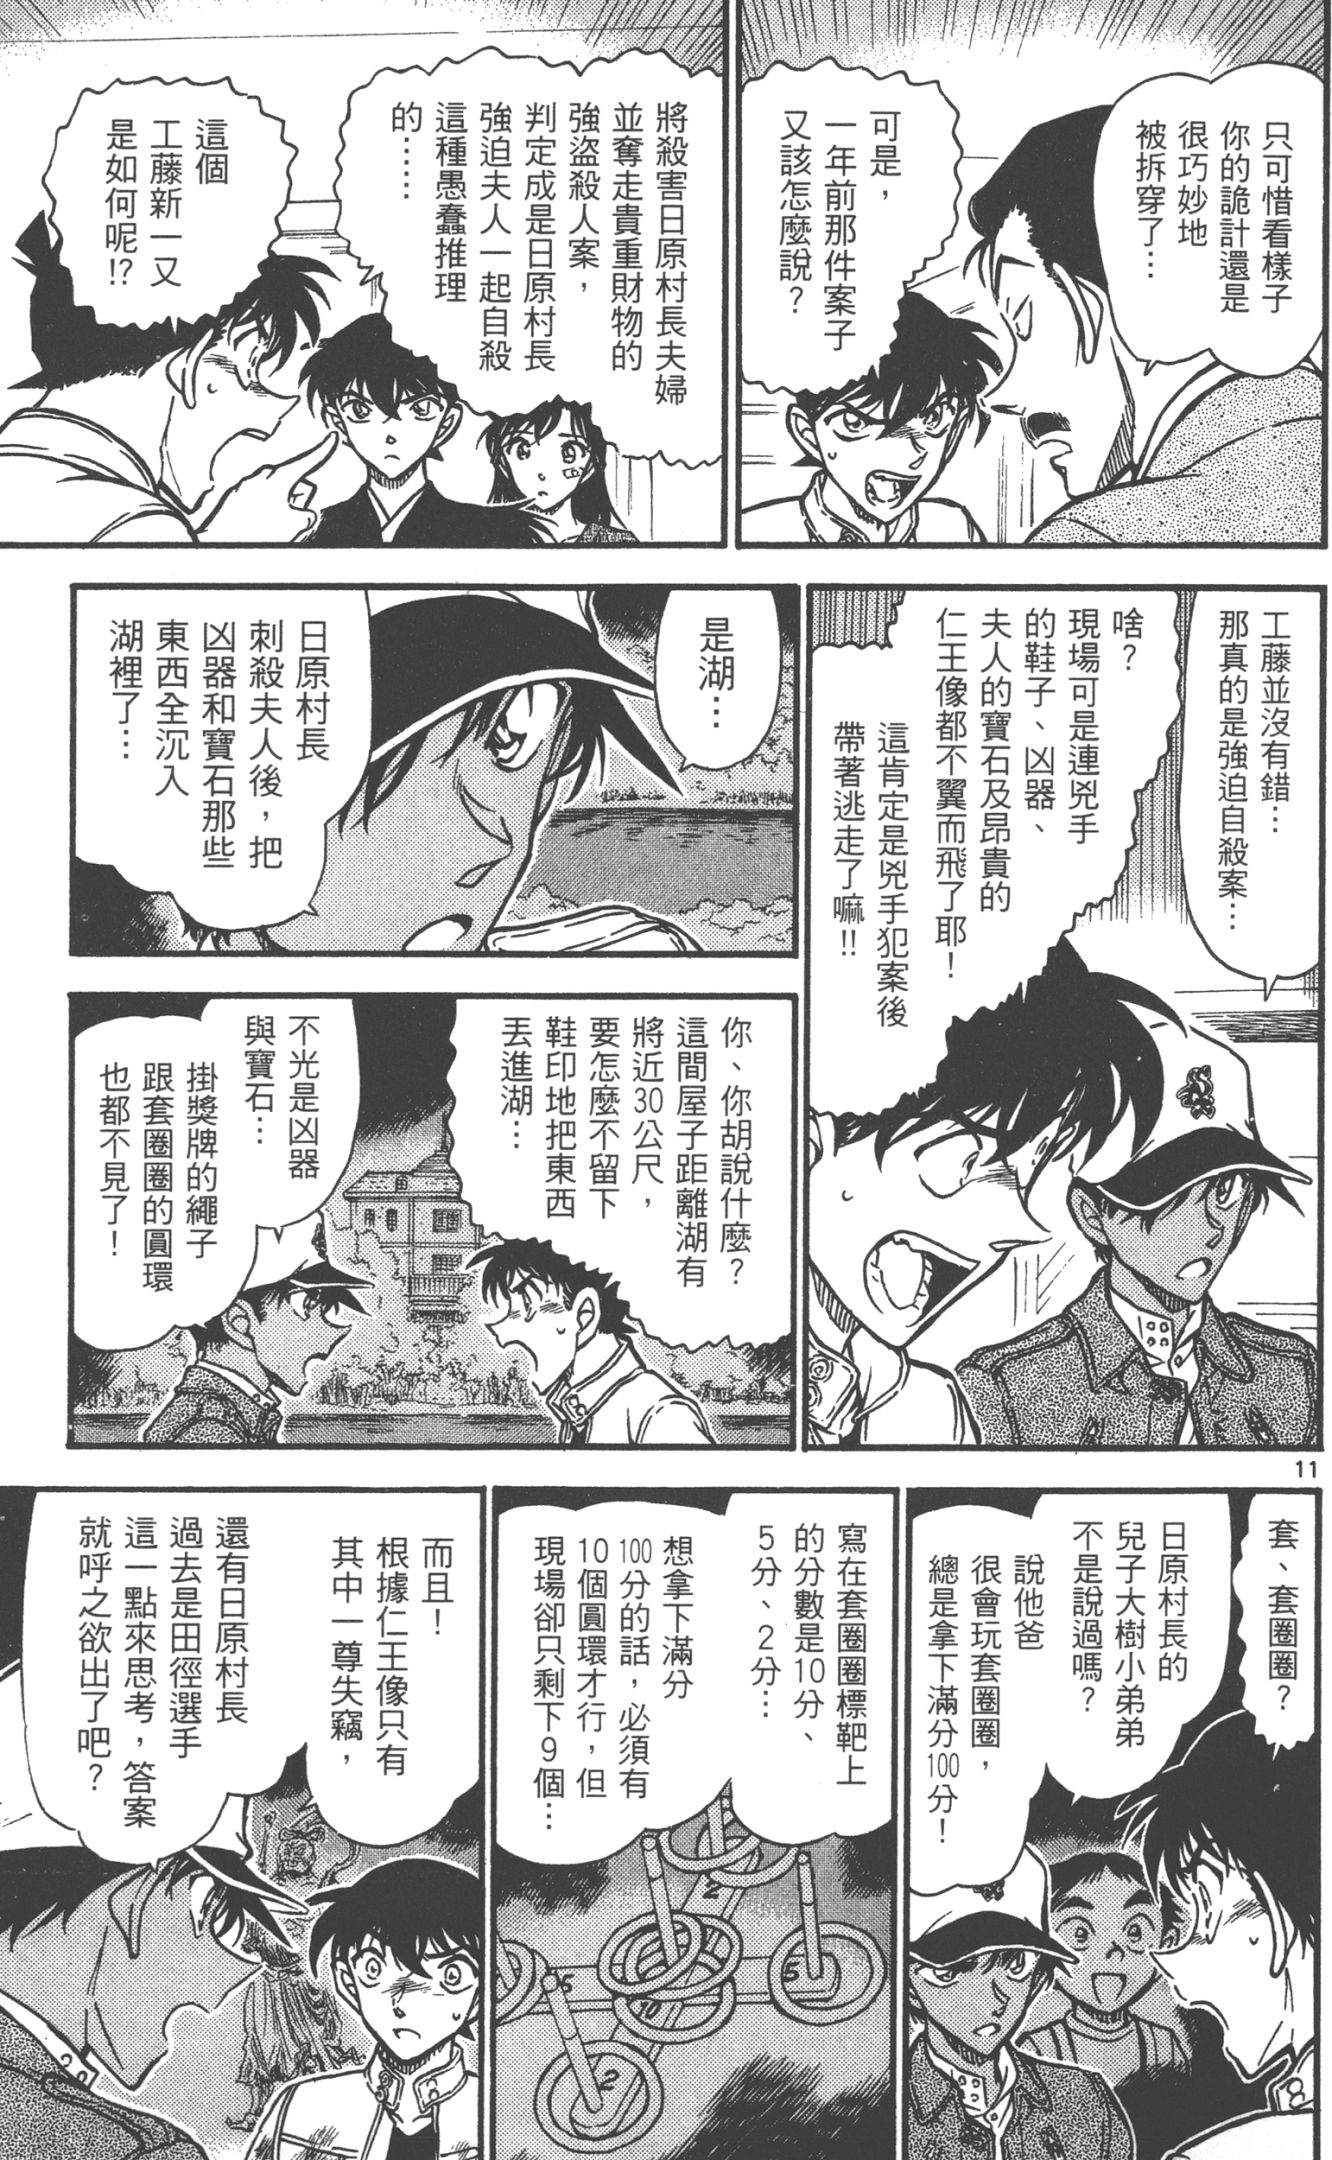 只可惜看樣子
你的詭計還是
很巧妙地
被拆穿了…
可是，
一年前那件案子
又該怎麼說？
將殺害日原村長夫婦
並奪走貴重財物的
強盜殺人案，
判定成是日原村長
強迫夫人一起自殺
這種愚蠢推理
的……
這個
工藤新一又
是如何呢!?
工藤並沒有錯…
那真的是強迫自殺案…
啥？
現場可是連兇手
的鞋子、凶器、
夫人的寶石及昂貴的
仁王像都不翼而飛了耶！
這肯定是兇手犯案後
帶著逃走了嘛!!
是湖…
日原村長
刺殺夫人後，把
凶器和寶石那些
東西全沉入
湖裡了…
你、你胡說什麼？
這間屋子距離湖有
將近30公尺，
要怎麼不留下
鞋印地把東西
丟進湖…
不光是凶器
與寶石…
掛獎牌的繩子
跟套圈圈的圓環
也都不見了！
11
套、套圈圈？
日原村長的
兒子大樹小弟弟
不是說過嗎？
說他爸
很會玩套圈圈，
總是拿下滿分100分！
寫在套圈圈標靶上
的分數是10分、
5分、2分…
想拿下滿分
100分的話，必須有
10個圓環才行，但
現場卻只剩下9個…
2
5
5
10
2
而且！
根據仁王像只有
其中一尊失竊，
還有日原村長
過去是田徑選手
這一點來思考，答案
就呼之欲出了吧？